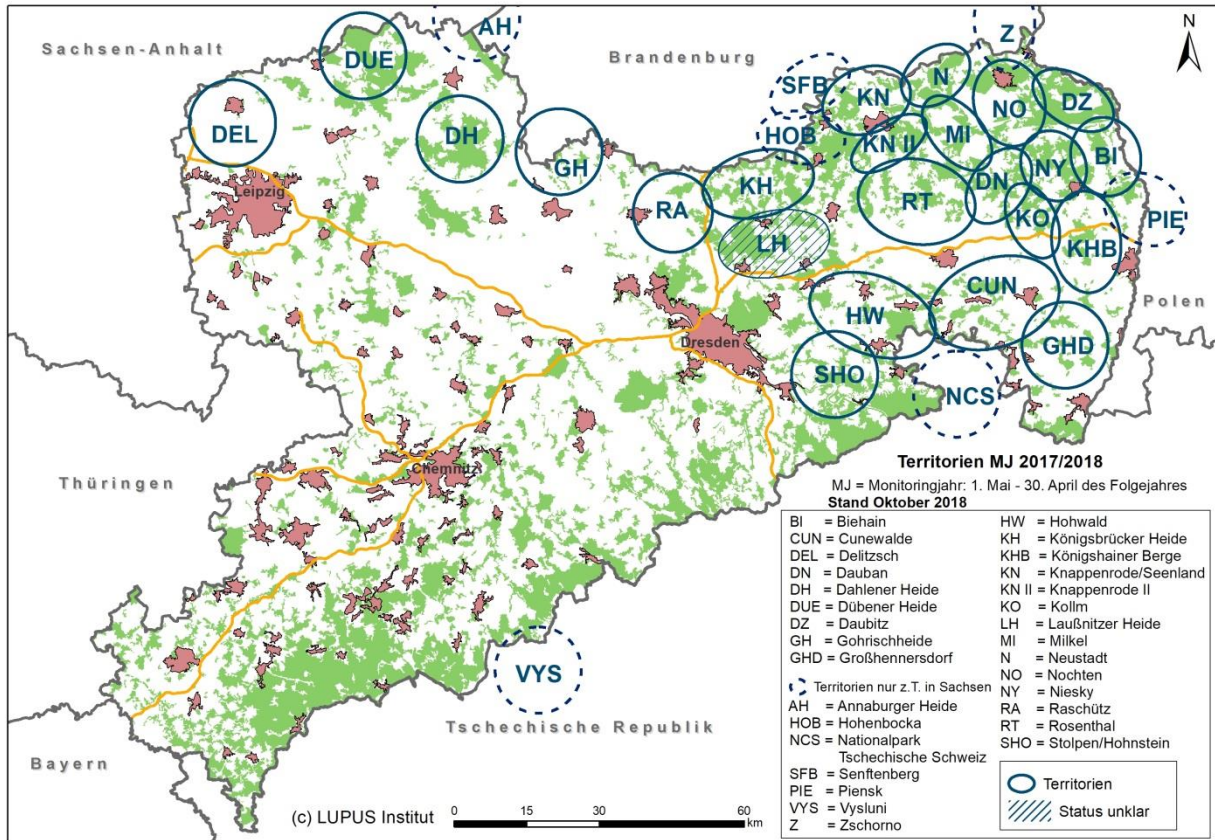 Sachsen-Anhalt
Brandenburg
Polen
Thüringen
Bayern
Tschechische Republik
N
AH
Z
DUE
DEL
DH
GH
SFB
HOB
KN
N
NO
DZ
KN II
MI
NY
BI
KH
RA
RT
DN
KO
PIE
LH
KHB
CUN
HW
GHD
SHO
NCS
VYS
Leipzig
Dresden
Chemnitz
Territorien MJ 2017/2018
MJ = Monitoringjahr: 1. Mai - 30. April des Folgejahres
Stand Oktober 2018
BI = Biehain
CUN = Cunewalde
DEL = Delitzsch
DN = Dauban
DH = Dahlener Heide
DUE = Dübener Heide
DZ = Daubitz
GH = Gohrischheide
GHD = Großhennersdorf
Territorien nur z.T. in Sachsen
AH = Annaburger Heide
HOB = Hohenbocka
NCS = Nationalpark
Tschechische Schweiz
SFB = Senftenberg
PIE = Piensk
VYS = Vysluni
Z = Zschorno
HW = Hohwald
KH = Königsbrücker Heide
KHB = Königshainer Berge
KN = Knappenrode/Seenland
KN II = Knappenrode II
KO = Kollm
LH = Laußnitzer Heide
MI = Milkel
N = Neustadt
NO = Nochten
NY = Niesky
RA = Raschütz
RT = Rosenthal
SHO = Stolpen/Hohnstein
Territorien
Status unklar
(c) LUPUS Institut
0 15 30 60
km